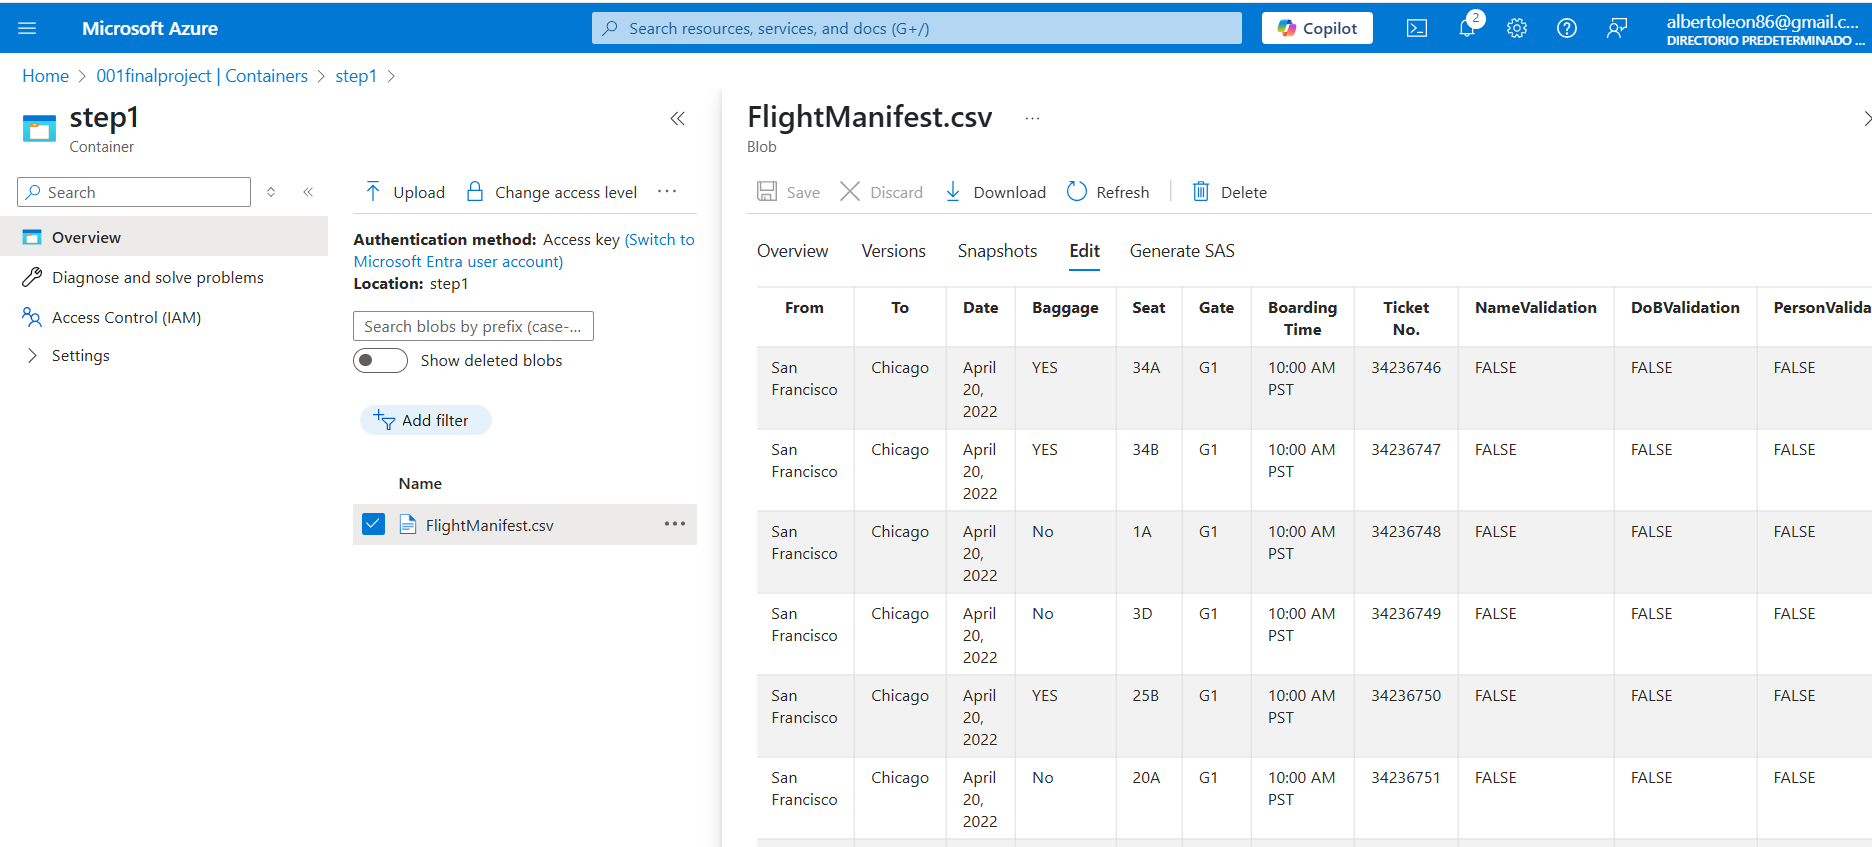 Microsoft Azure
Search resources, services, and docs (G+/)
Copilot
2
albertoleon86@gmail.c...
DIRECTORIO PREDETERMINADO ...
Home > 001finalproject | Containers > step1 >
step1
Container
Search
Overview
Diagnose and solve problems
Access Control (IAM)
Settings
Upload Change access level ...
Authentication method: Access key (Switch to
Microsoft Entra user account)
Location: step1
Search blobs by prefix (case-...
Show deleted blobs
Add filter
Name
FlightManifest.csv ...
FlightManifest.csv ...
Blob
Save Discard Download Refresh Delete
Overview Versions Snapshots Edit Generate SAS
From To Date Baggage Seat Gate Boarding Ticket NameValidation DoBValidation PersonValida
Time No.
San Chicago April YES 34A G1 10:00 AM 34236746 FALSE FALSE FALSE
Francisco 20, PST
2022
San Chicago April YES 34B G1 10:00 AM 34236747 FALSE FALSE FALSE
Francisco 20, PST
2022
San Chicago April No 1A G1 10:00 AM 34236748 FALSE FALSE FALSE
Francisco 20, PST
2022
San Chicago April No 3D G1 10:00 AM 34236749 FALSE FALSE FALSE
Francisco 20, PST
2022
San Chicago April YES 25B G1 10:00 AM 34236750 FALSE FALSE FALSE
Francisco 20, PST
2022
San Chicago April No 20A G1 10:00 AM 34236751 FALSE FALSE FALSE
Francisco 20, PST
2022